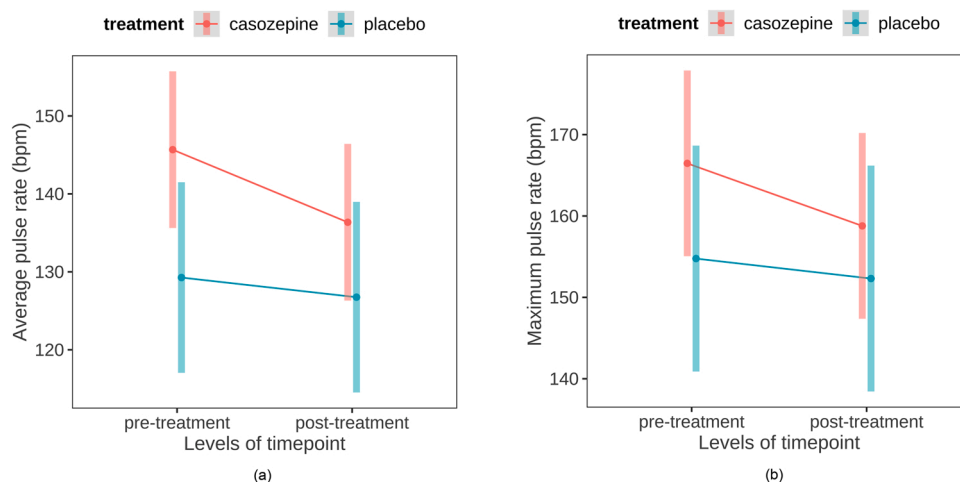 treatment casozepine placebo
Average pulse rate (bpm)
150
140
130
120
pre-treatment post-treatment
Levels of timepoint
(a)
treatment casozepine placebo
Maximum pulse rate (bpm)
170
160
150
140
pre-treatment post-treatment
Levels of timepoint
(b)